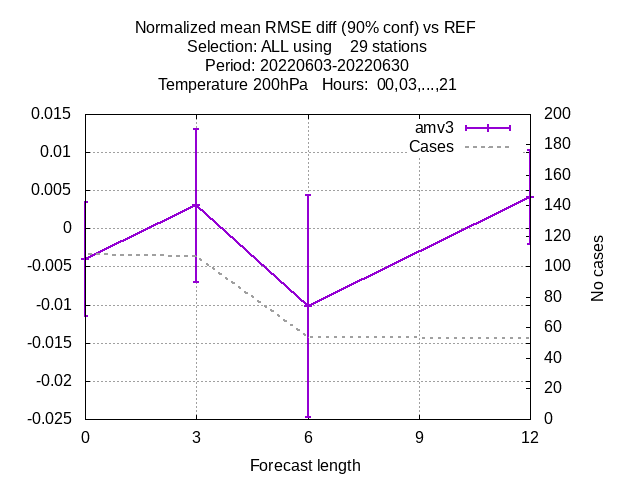 Normalized mean RMSE diff (90% conf) vs REF
Selection: ALL using    29 stations
Period: 20220603-20220630
Temperature 200hPa   Hours:  00,03,...,21
amv3
Cases
0.015
0.01
0.005
0
-0.005
-0.01
-0.015
-0.02
-0.025
200
180
160
140
120
100
80
60
40
20
0
No cases
0 3 6 9 12
Forecast length